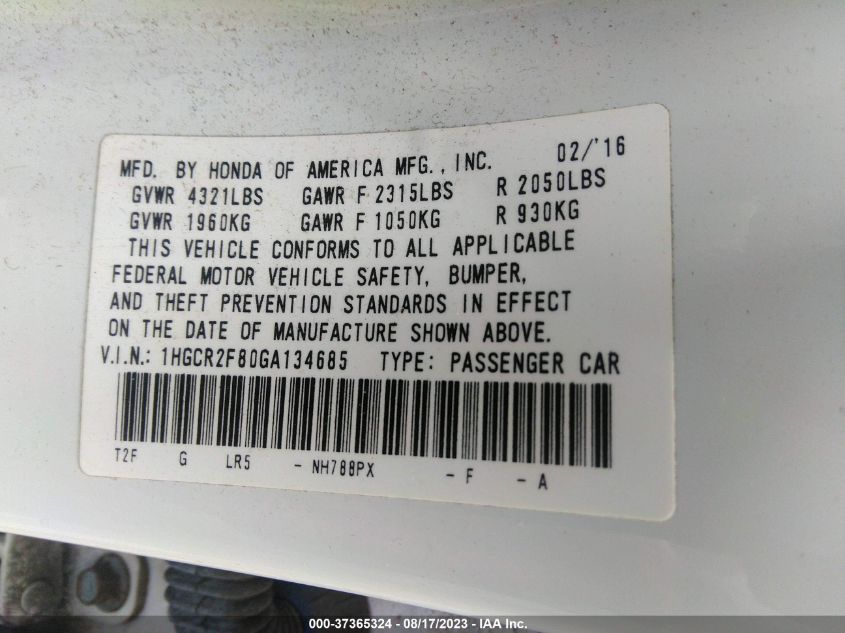 MFD. BY HONDA OF AMERICA MFG., INC. 02/'16
GVWR 4321LBS GAWR F 2315LBS R 2050LBS
GVWR 1960KG GAWR F 1050KG R 930KG
THIS VEHICLE CONFORMS TO ALL APPLICABLE
FEDERAL MOTOR VEHICLE SAFETY, BUMPER,
AND THEFT PREVENTION STANDARDS IN EFFECT
ON THE DATE OF MANUFACTURE SHOWN ABOVE.
V.I.N.: 1HGCR2F80GA134685 TYPE: PASSENGER CAR
T2F G LR5 - NH788PX - F - A
000-37365324 - 08/17/2023 - IAA Inc.